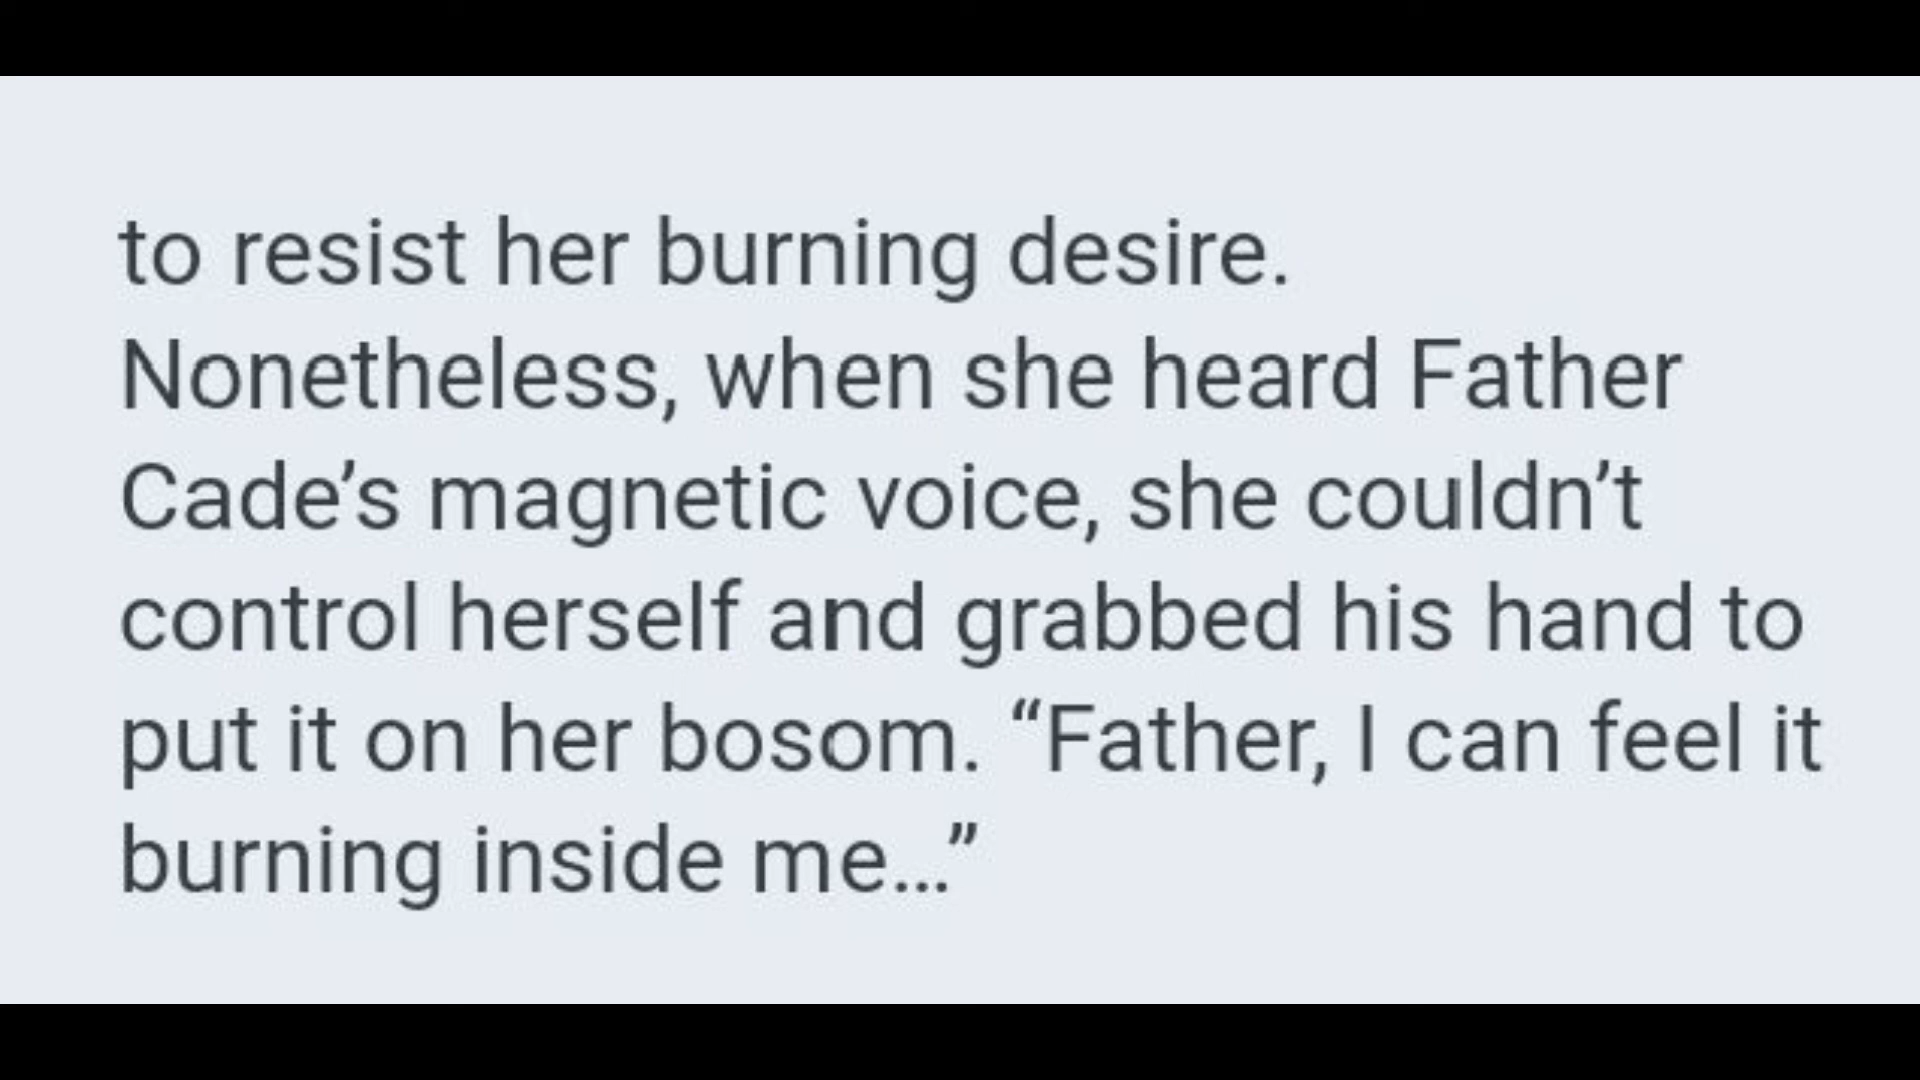 to resist her burning desire.
Nonetheless, when she heard Father
Cade’s magnetic voice, she couldn’t
control herself and grabbed his hand to
put it on her bosom. “Father, I can feel it
burning inside me…”